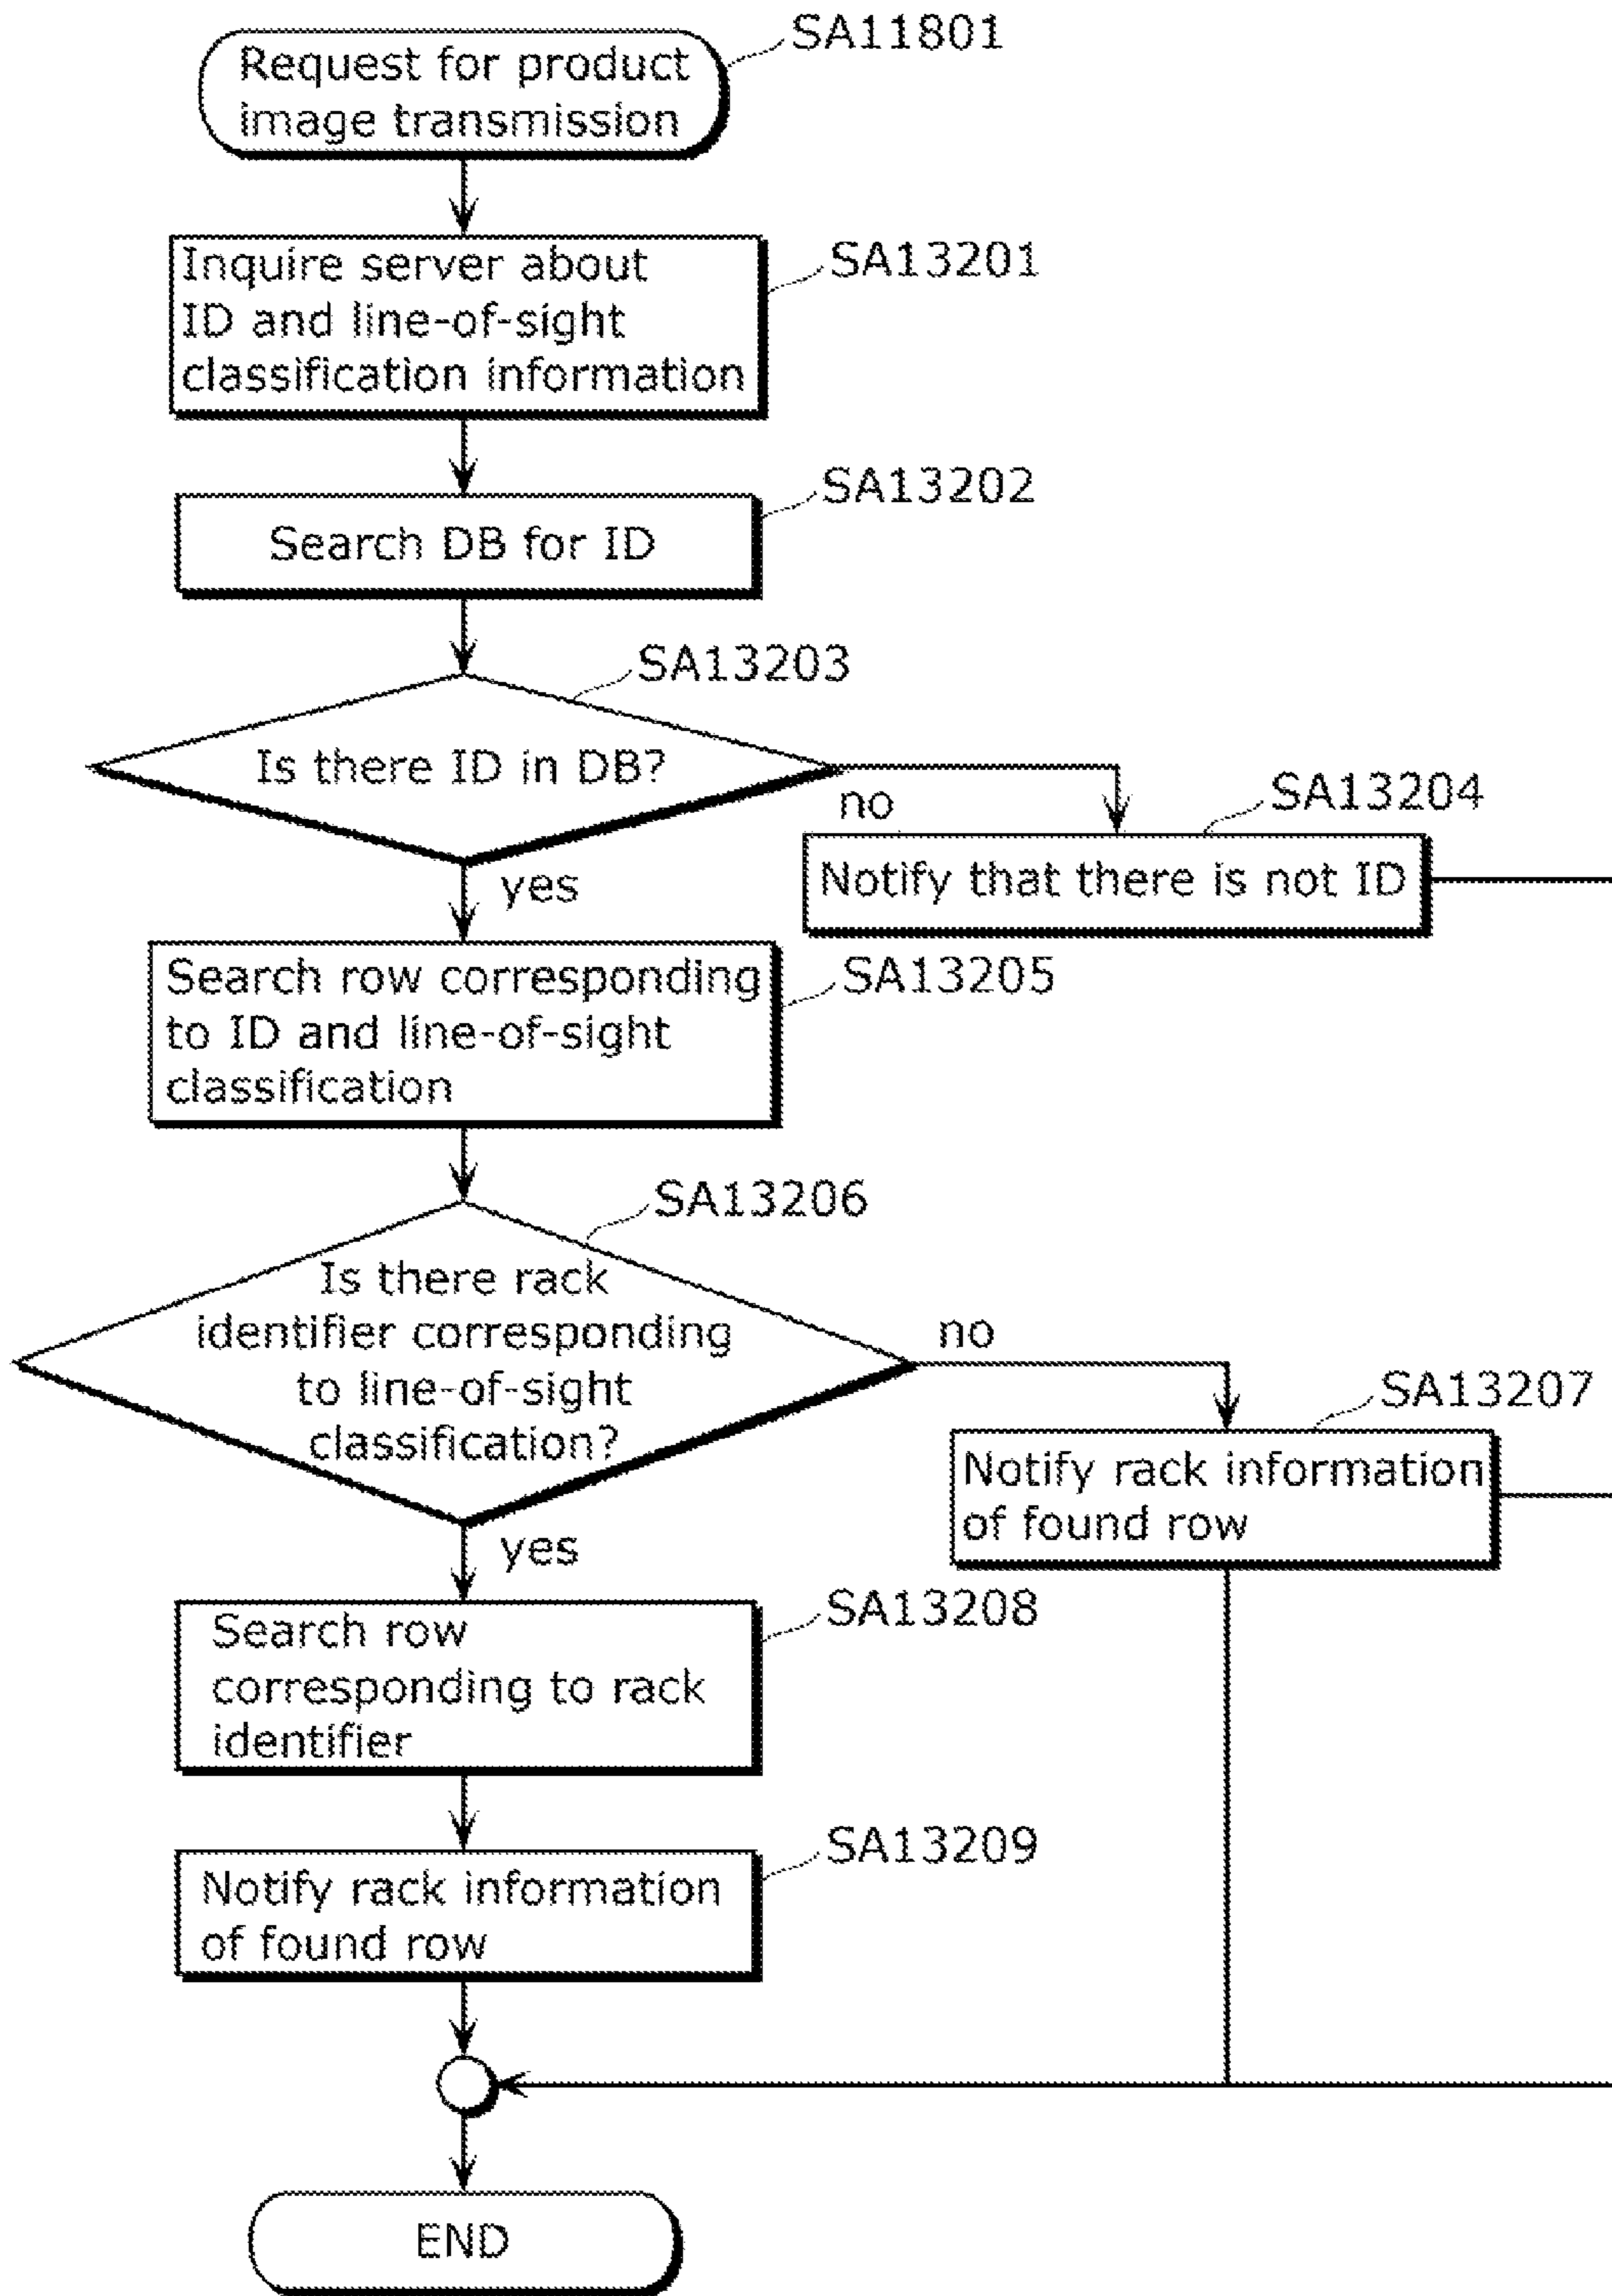 SA11801
Request for product
image transmission
SA13201
Inquire server about
ID and line-of-sight
classification information
SA13202
Search DB for ID
SA13203
Is there ID in DB?
no
SA13204
Notify that there is not ID
yes
SA13205
Search row corresponding
to ID and line-of-sight
classification
SA13206
Is there rack
identifier corresponding
to line-of-sight
classification?
no
SA13207
Notify rack information
of found row
yes
SA13208
Search row
corresponding to rack
identifier
SA13209
Notify rack information
of found row
END